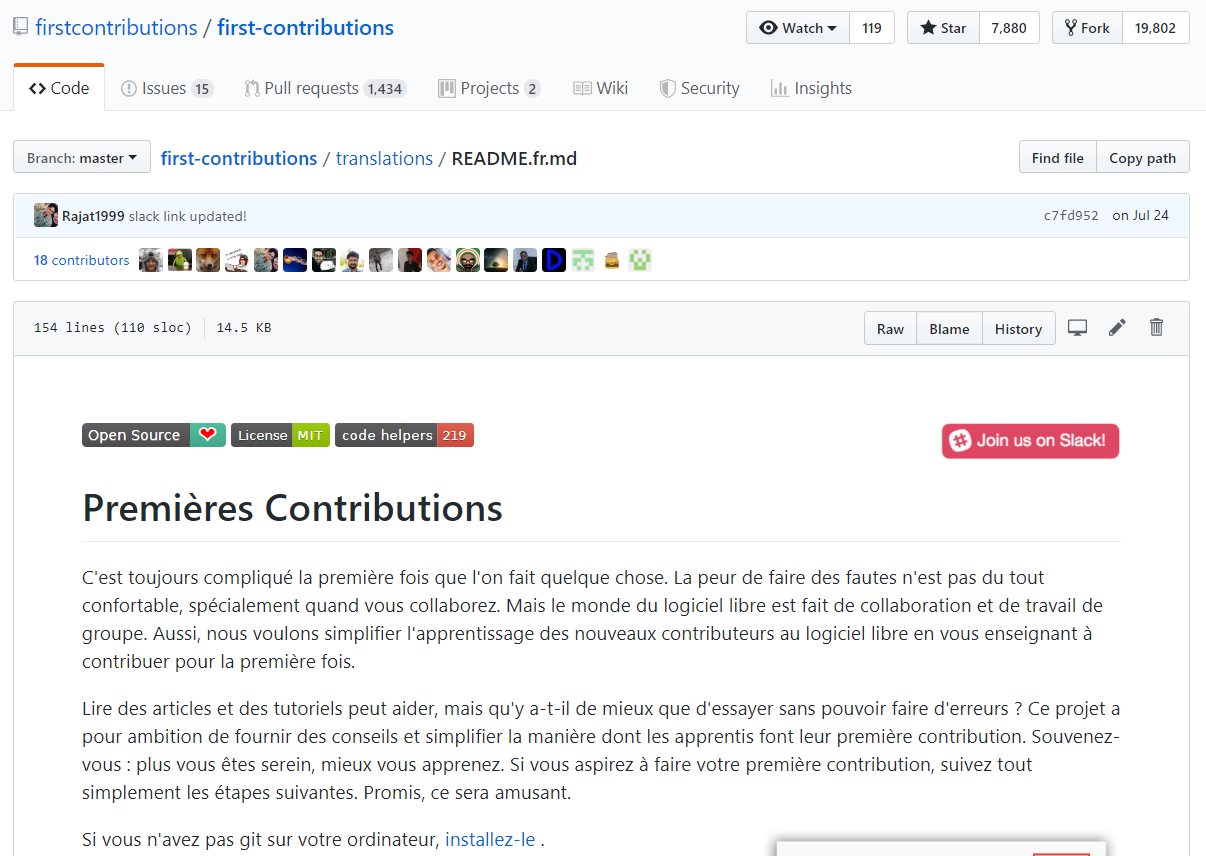 firstcontributions / first-contributions
Watch 119 Star 7,880 Fork 19,802
Code Issues 15 Pull requests 1,434 Projects 2 Wiki Security Insights
Branch: master first-contributions / translations / README.fr.md Find file Copy path
Rajat1999 slack link updated! c7fd952 on Jul 24
18 contributors
154 lines (110 sloc) 14.5 KB Raw Blame History
Open Source License MIT code helpers 219 Join us on Slack!
Premières Contributions
C'est toujours compliqué la première fois que l'on fait quelque chose. La peur de faire des fautes n'est pas du tout
confortable, spécialement quand vous collaborez. Mais le monde du logiciel libre est fait de collaboration et de travail de
groupe. Aussi, nous voulons simplifier l'apprentissage des nouveaux contributeurs au logiciel libre en vous enseignant à
contribuer pour la première fois.
Lire des articles et des tutoriels peut aider, mais qu'y a-t-il de mieux que d'essayer sans pouvoir faire d'erreurs ? Ce projet a
pour ambition de fournir des conseils et simplifier la manière dont les apprentis font leur première contribution. Souvenez-
vous : plus vous êtes serein, mieux vous apprenez. Si vous aspirez à faire votre première contribution, suivez tout
simplement les étapes suivantes. Promis, ce sera amusant.
Si vous n'avez pas git sur votre ordinateur, installez-le .